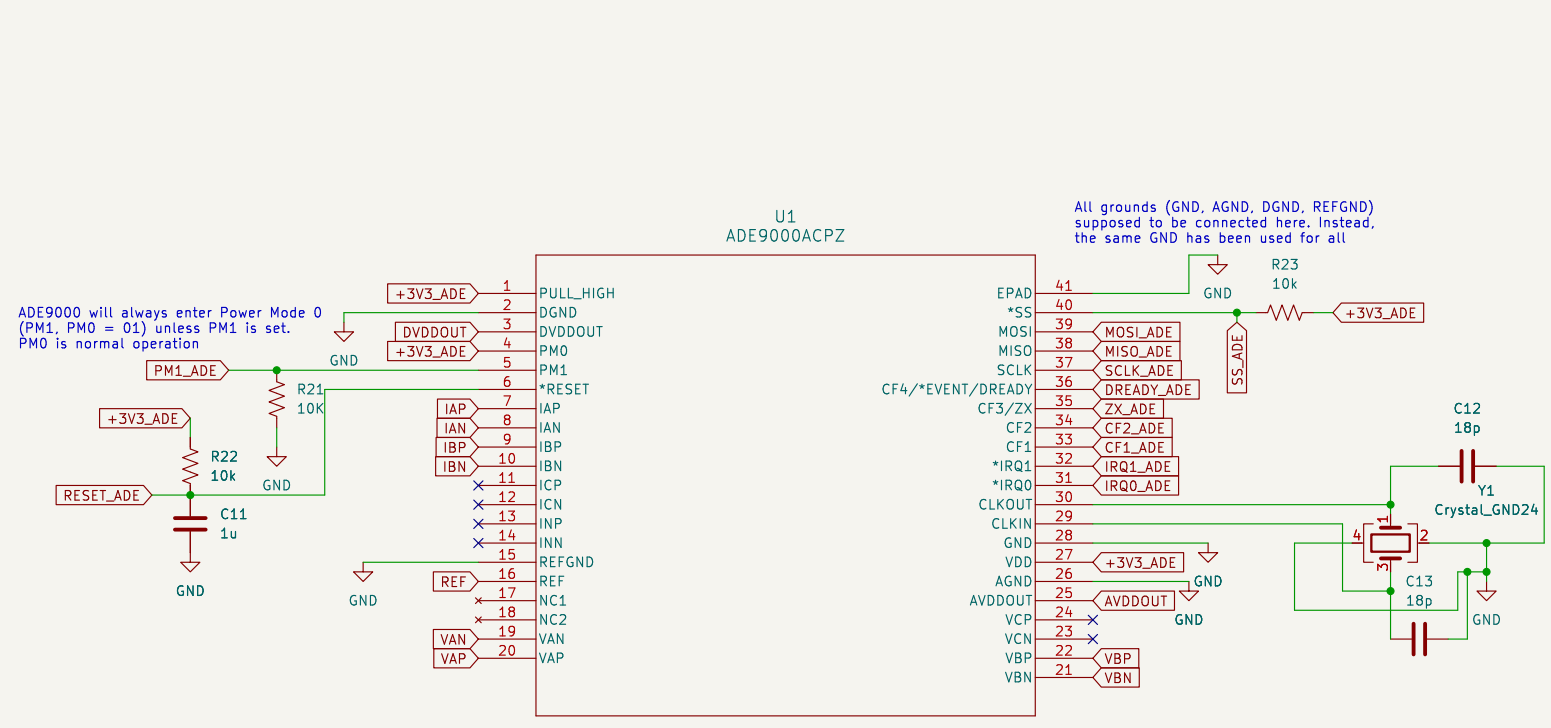 U1
ADE9000ACPZ
All grounds (GND, AGND, DGND, REFGND)
supposed to be connected here. Instead,
the same GND has been used for all
ADE9000 will always enter Power Mode 0
(PM1, PM0 = 01) unless PM1 is set.
PM0 is normal operation
+3V3_ADE 1 PULL_HIGH
2 DGND
GND
DVDDOUT 3 DVDDOUT
+3V3_ADE 4 PM0
PM1_ADE 5 PM1
R21
10K
GND
6 *RESET
+3V3_ADE
R22
10k
RESET_ADE
C11
1u
GND
IAP 7 IAP
IAN 8 IAN
IBP 9 IBP
IBN 10 IBN
11 ICP
12 ICN
13 INP
14 INN
15 REFGND
GND
REF 16 REF
17 NC1
18 NC2
VAN 19 VAN
VAP 20 VAP
EPAD 41
GND
*SS 40
R23
10k
+3V3_ADE
SS_ADE
MOSI 39 MOSI_ADE
MISO 38 MISO_ADE
SCLK 37 SCLK_ADE
CF4/*EVENT/DREADY 36 DREADY_ADE
CF3/ZX 35 ZX_ADE
CF2 34 CF2_ADE
CF1 33 CF1_ADE
*IRQ1 32 IRQ1_ADE
*IRQ0 31 IRQ0_ADE
CLKOUT 30
CLKIN 29
GND 28
GND
VDD 27 +3V3_ADE
AGND 26
GND
AVDDOUT 25 AVDDOUT
VCP 24
VCN 23
VBP 22 VBP
VBN 21 VBN
C12
18p
Y1
Crystal_GND24
1
4
2
3
C13
18p
GND